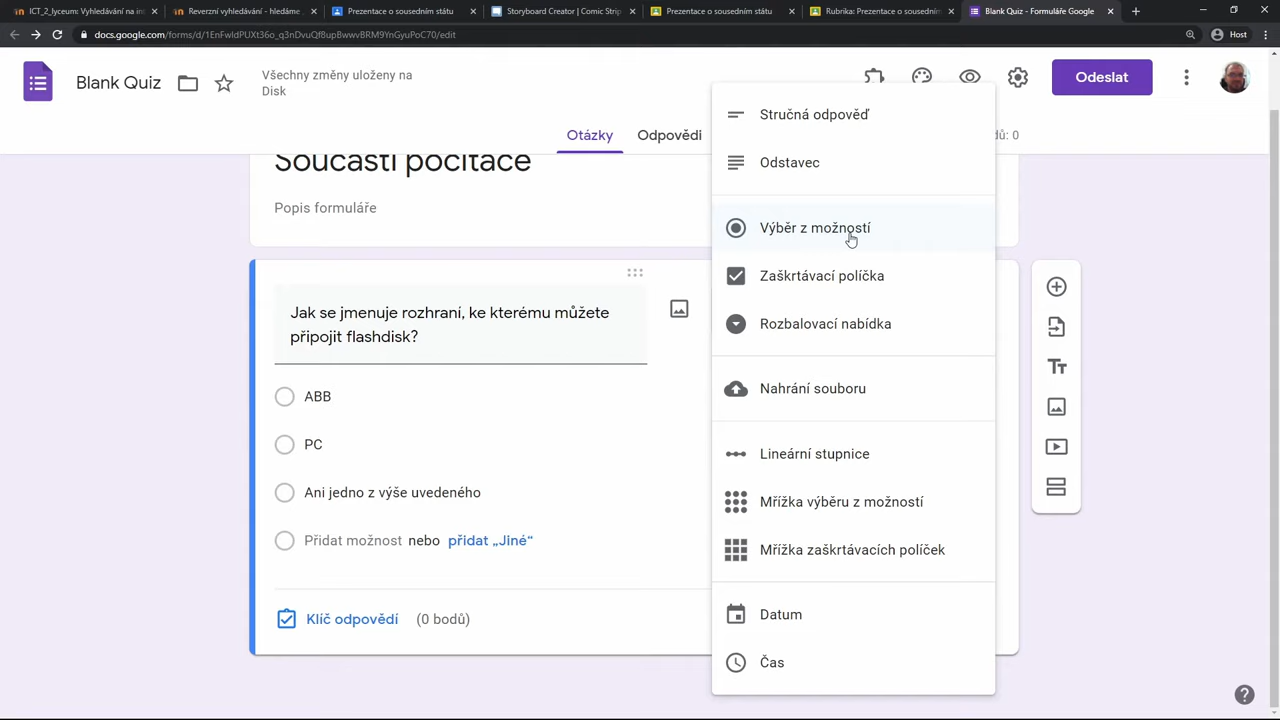 ICT_2_lyceum: Vyhledávání na int
Reverzní vyhledávání - hledáme
Prezentace o sousedním státu
Storyboard Creator | Comic Strip
Prezentace o sousedním státu
Rubrika: Prezentace o sousední
Blank Quiz - Formuláře Google
docs.google.com/forms/d/1EnFwIdPUXt36o_q3nDvuQf8upBwwvBRM9YnGyuPoC70/edit
Host
Blank Quiz
Všechny změny uloženy na
Disk
Odeslat
Otázky
Odpovědi
dů: 0
Součásti počítače
Popis formuláře
Jak se jmenuje rozhraní, ke kterému můžete
připojit flashdisk?
ABB
PC
Ani jedno z výše uvedeného
Přidat možnost nebo přidat „Jiné“
Klíč odpovědí (0 bodů)
Stručná odpověď
Odstavec
Výběr z možností
Zaškrtávací políčka
Rozbalovací nabídka
Nahrání souboru
Lineární stupnice
Mřížka výběru z možností
Mřížka zaškrtávacích políček
Datum
Čas